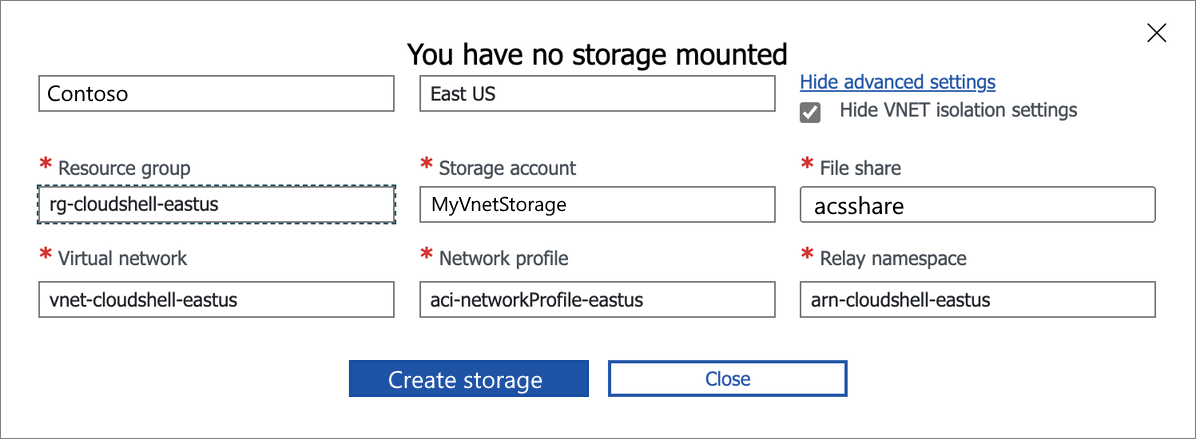 You have no storage mounted
Contoso
East US
Hide advanced settings
Hide VNET isolation settings
* Resource group
* Storage account
* File share
rg-cloudshell-eastus
MyVnetStorage
acsshare
* Virtual network
* Network profile
* Relay namespace
vnet-cloudshell-eastus
aci-networkProfile-eastus
arn-cloudshell-eastus
Create storage
Close